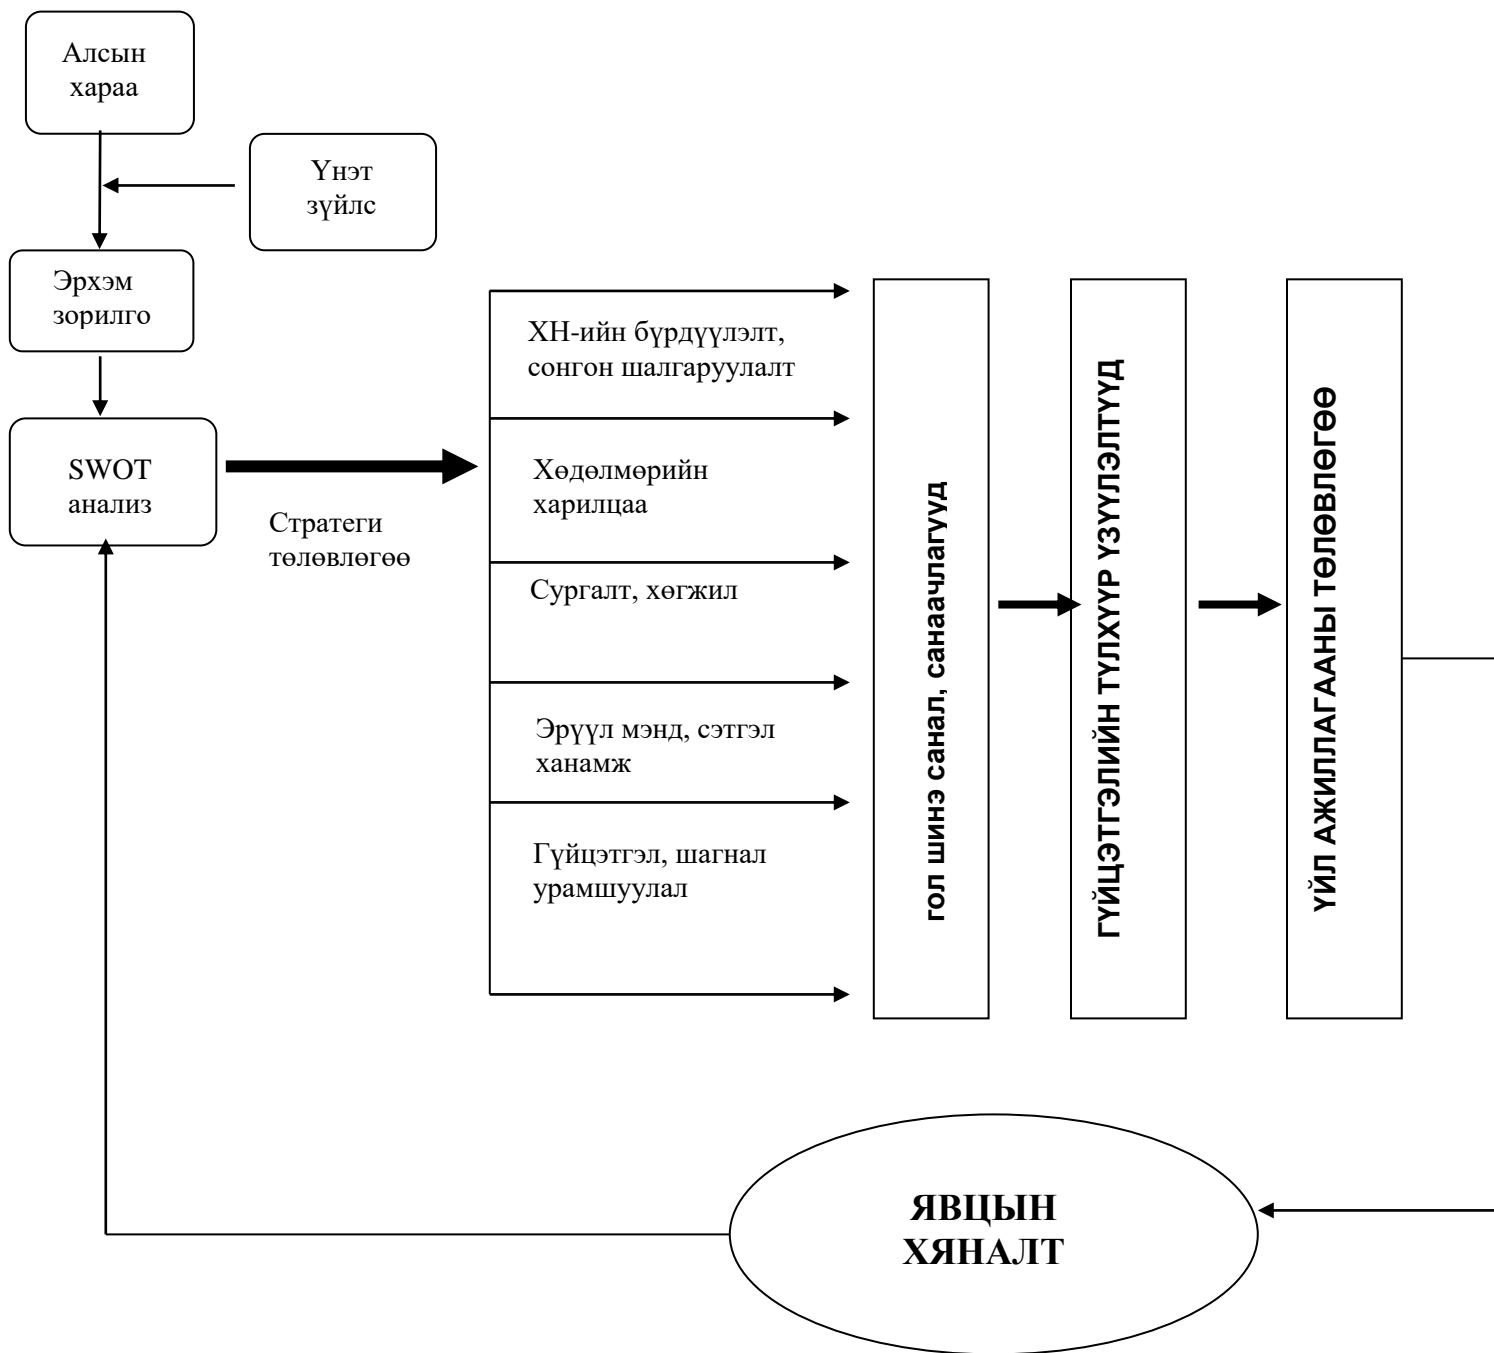 Алсын
хараа
Үнэт
зүйлс
Эрхэм
зорилго
SWOT
анализ
Стратеги
төлөвлөгөө
ХН-ийн бүрдүүлэлт,
сонгон шалгаруулалт
Хөдөлмөрийн
харилцаа
Сургалт, хөгжил
Эрүүл мэнд, сэтгэл
ханамж
Гүйцэтгэл, шагнал
урамшуулал
гол шинэ санал, санаачлагууд
ГҮЙЦЭТГЭЛИЙН ТҮЛХҮҮР ҮЗҮҮЛЭЛТҮҮД
ҮЙЛ АЖИЛЛАГААНЫ ТӨЛӨВЛӨГӨӨ
ЯВЦЫН
ХЯНАЛТ